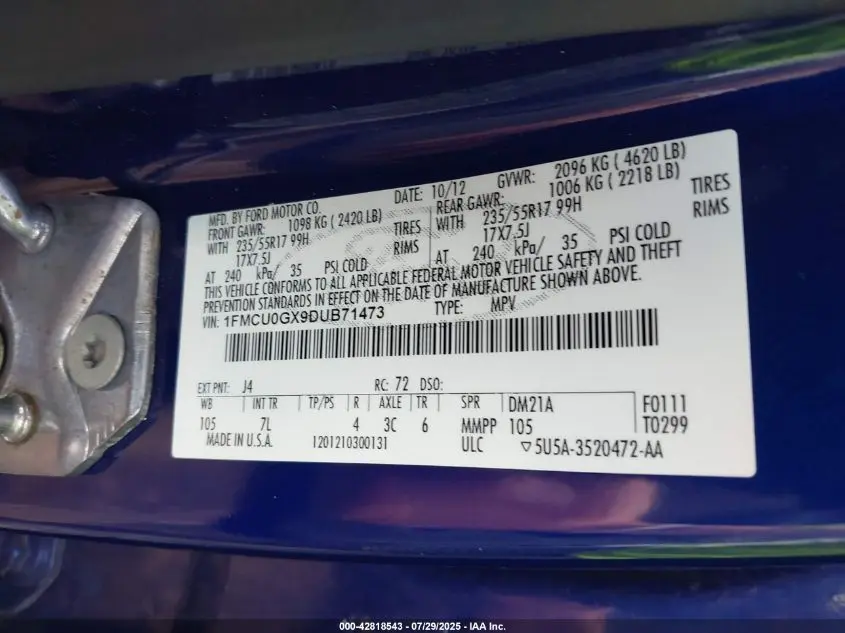 MFD. BY FORD MOTOR CO. DATE: 10/12 GVWR: 2096 KG ( 4620 LB)
FRONT GAWR: 1098 KG ( 2420 LB) REAR GAWR: 1006 KG ( 2218 LB)
WITH 235/55R17 99H TIRES WITH 235/55R17 99H TIRES
17X7.5J RIMS 17X7.5J RIMS
AT 240 kPa/ 35 PSI COLD AT 240 kPa/ 35 PSI COLD
THIS VEHICLE CONFORMS TO ALL APPLICABLE FEDERAL MOTOR VEHICLE SAFETY AND THEFT
PREVENTION STANDARDS IN EFFECT ON THE DATE OF MANUFACTURE SHOWN ABOVE.
VIN: 1FMCU0GX9DUB71473 TYPE: MPV
EXT PNT: J4 RC: 72 DSO:
WB INT TR TP/PS R AXLE TR SPR DM21A F0111
105 7L 4 3C 6 MMPP 105 T0299
MADE IN U.S.A. 1201210300131 ULC ▽5U5A-3520472-AA
000-42818543 / 07/29/2025 - IAA Inc.